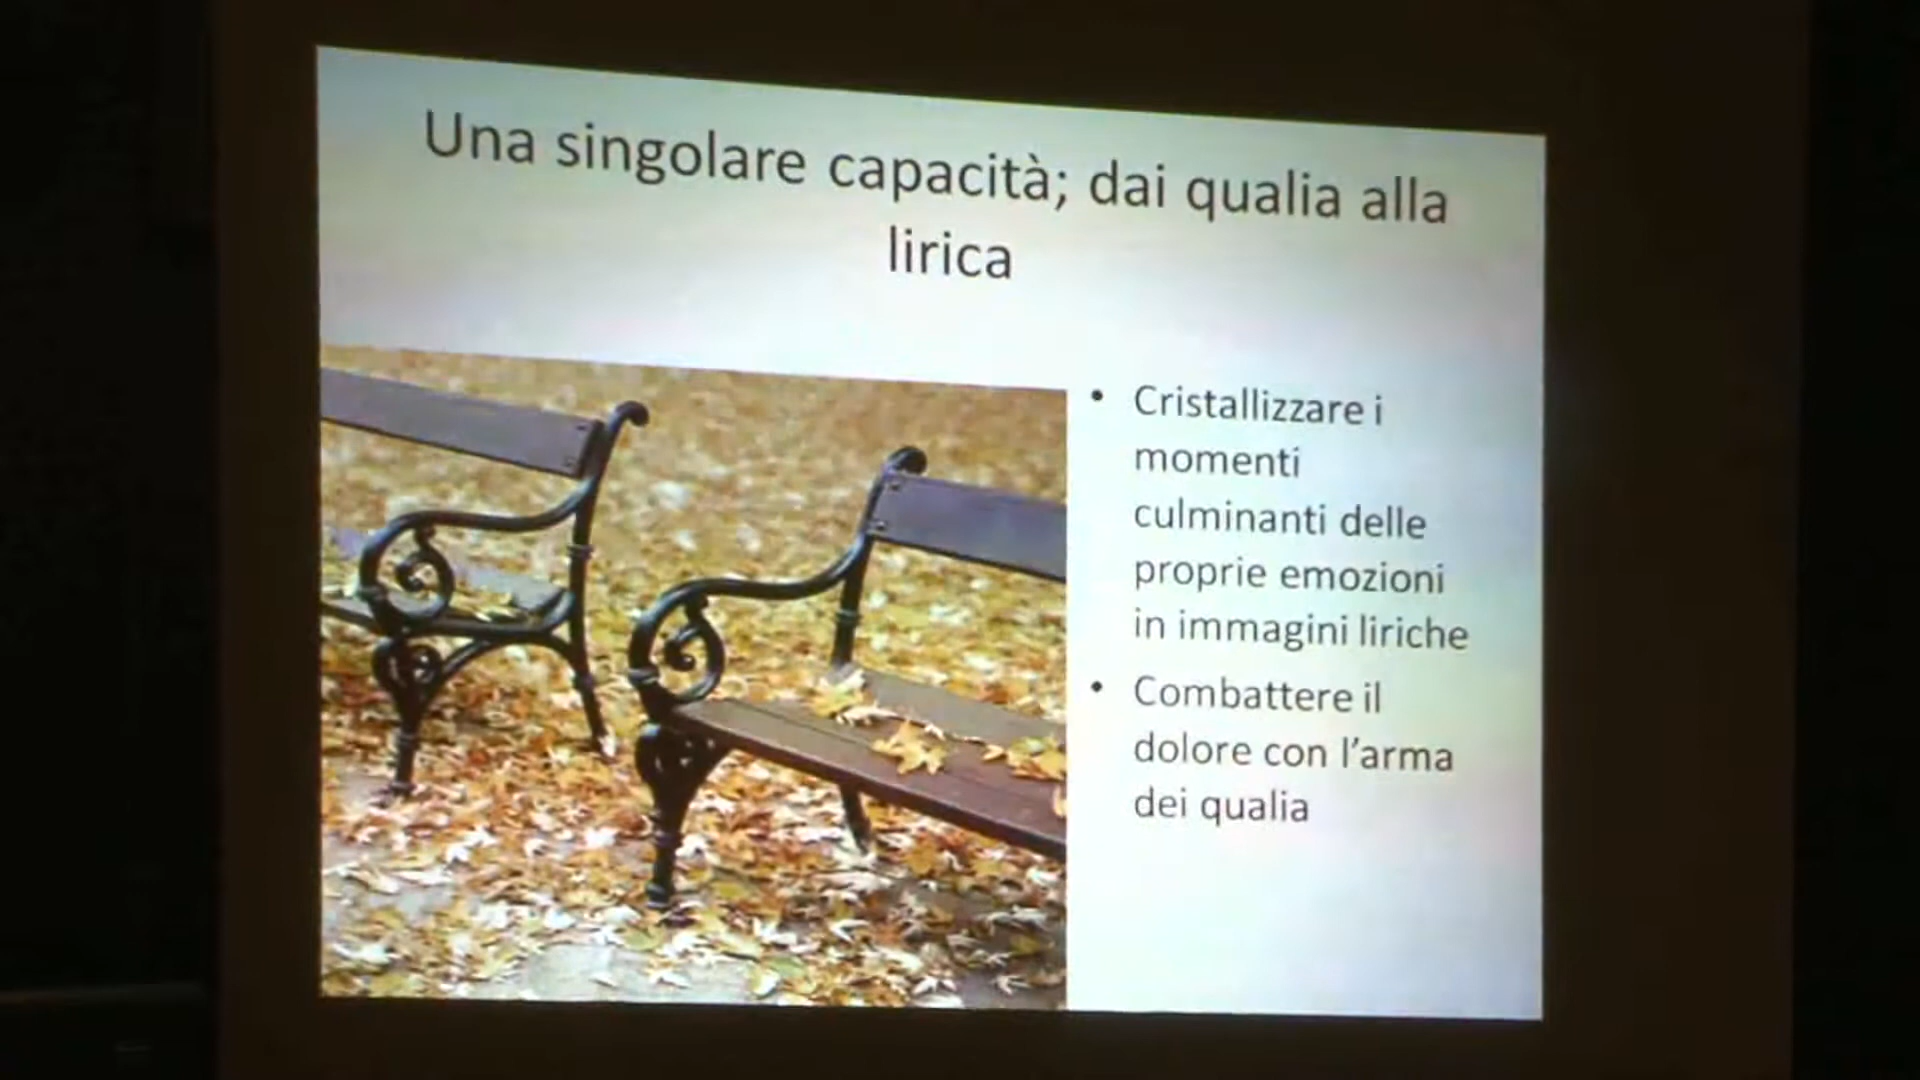 Una singolare capacità; dai qualia alla
lirica
• Cristallizzare i
momenti
culminanti delle
proprie emozioni
in immagini liriche
• Combattere il
dolore con l'arma
dei qualia